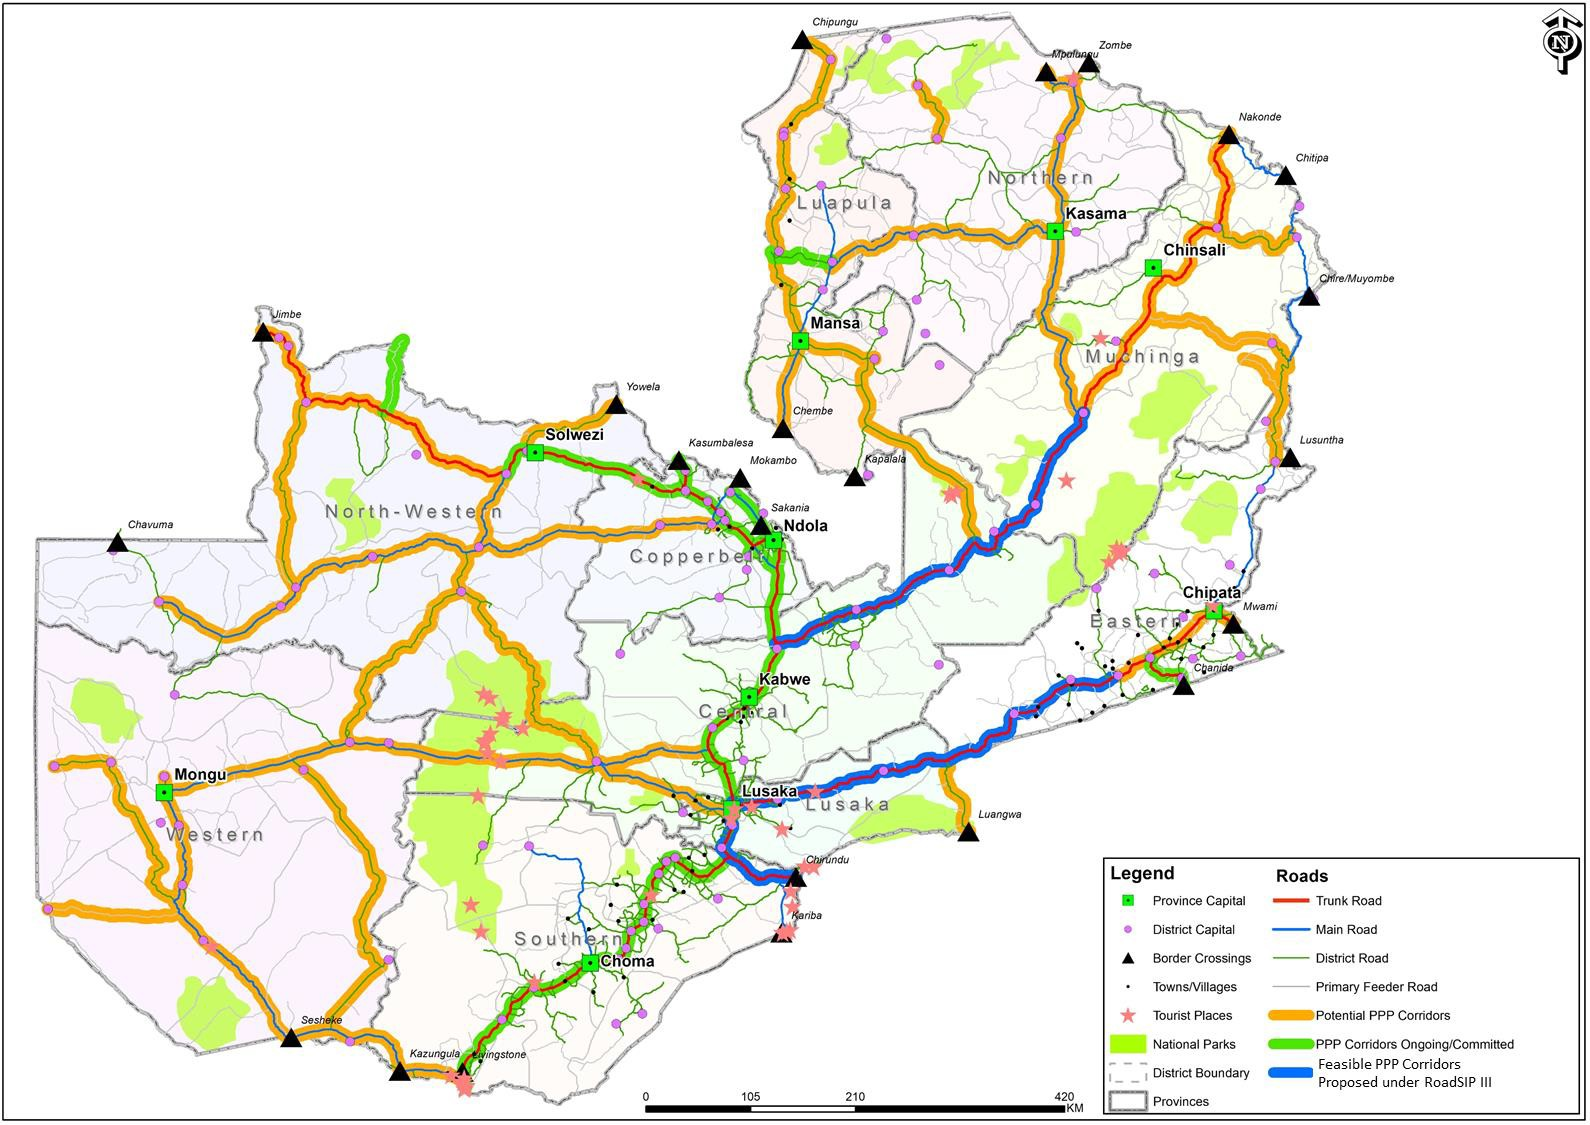 Chipungu
N
Zombe
Mpulungu
Nakonde
Chitipa
Northern
Luapula
Kasama
Chinsali
Chire/Muyombe
Jimbe
Mansa
Muchinga
Yowela
Chembe
Solwezi
Kasumbalesa
Lusuntha
Mokambo
Kapalala
North-Western
Sakania
Chavuma
Ndola
Copperbelt
Chipata
Mwami
Eastern
Chanida
Kabwe
Central
Mongu
Lusaka
Lusaka
Luangwa
Western
Chirundu
Kariba
Southern
Choma
Sesheke
Kazungula
Livingstone
0
105
210
420
KM
Legend
Province Capital
District Capital
Border Crossings
Towns/Villages
Tourist Places
National Parks
District Boundary
Provinces
Roads
Trunk Road
Main Road
District Road
Primary Feeder Road
Potential PPP Corridors
PPP Corridors Ongoing/Committed
Feasible PPP Corridors
Proposed under RoadSIP III